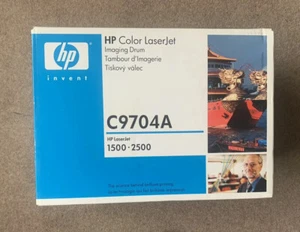 hp
invent
HP Color LaserJet
Imaging Drum
Tambour d'Imagerie
Tiskový válec
C9704A
HP LaserJet
1500 · 2500